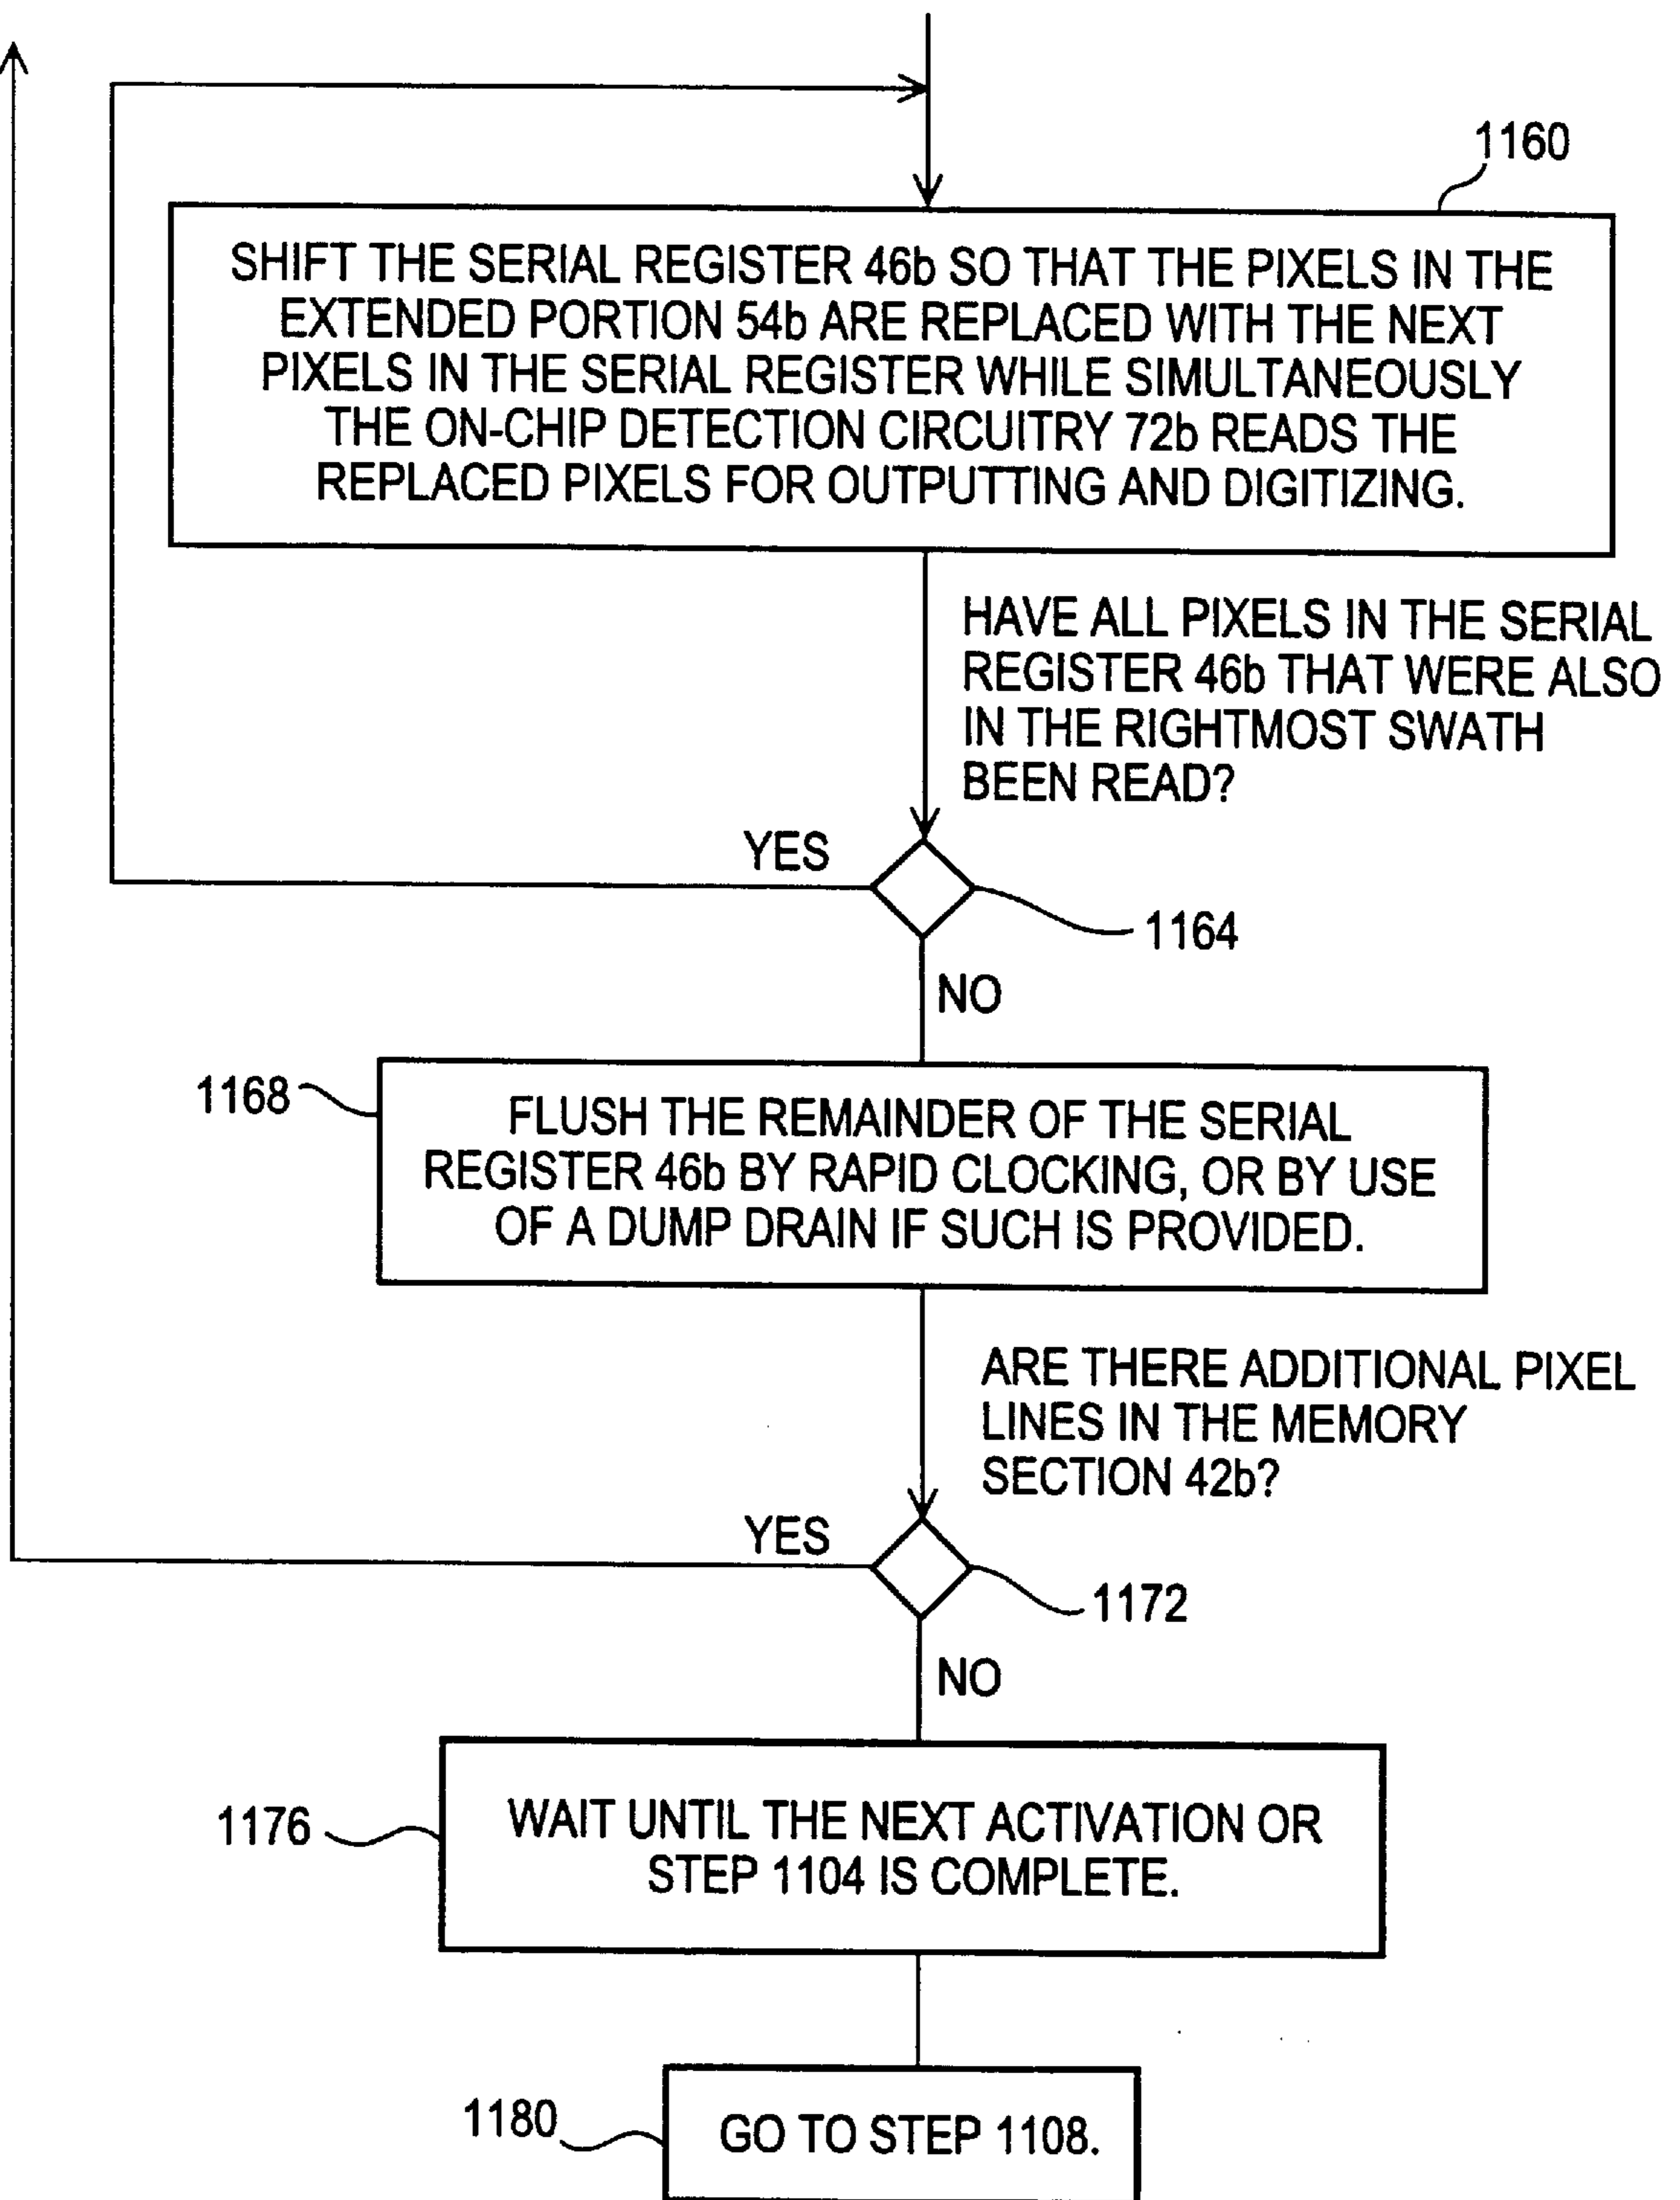 1160
SHIFT THE SERIAL REGISTER 46b SO THAT THE PIXELS IN THE
EXTENDED PORTION 54b ARE REPLACED WITH THE NEXT
PIXELS IN THE SERIAL REGISTER WHILE SIMULTANEOUSLY
THE ON-CHIP DETECTION CIRCUITRY 72b READS THE
REPLACED PIXELS FOR OUTPUTTING AND DIGITIZING.
HAVE ALL PIXELS IN THE SERIAL
REGISTER 46b THAT WERE ALSO
IN THE RIGHTMOST SWATH
BEEN READ?
YES
1164
NO
1168
FLUSH THE REMAINDER OF THE SERIAL
REGISTER 46b BY RAPID CLOCKING, OR BY USE
OF A DUMP DRAIN IF SUCH IS PROVIDED.
ARE THERE ADDITIONAL PIXEL
LINES IN THE MEMORY
SECTION 42b?
YES
1172
NO
1176
WAIT UNTIL THE NEXT ACTIVATION OR
STEP 1104 IS COMPLETE.
1180
GO TO STEP 1108.